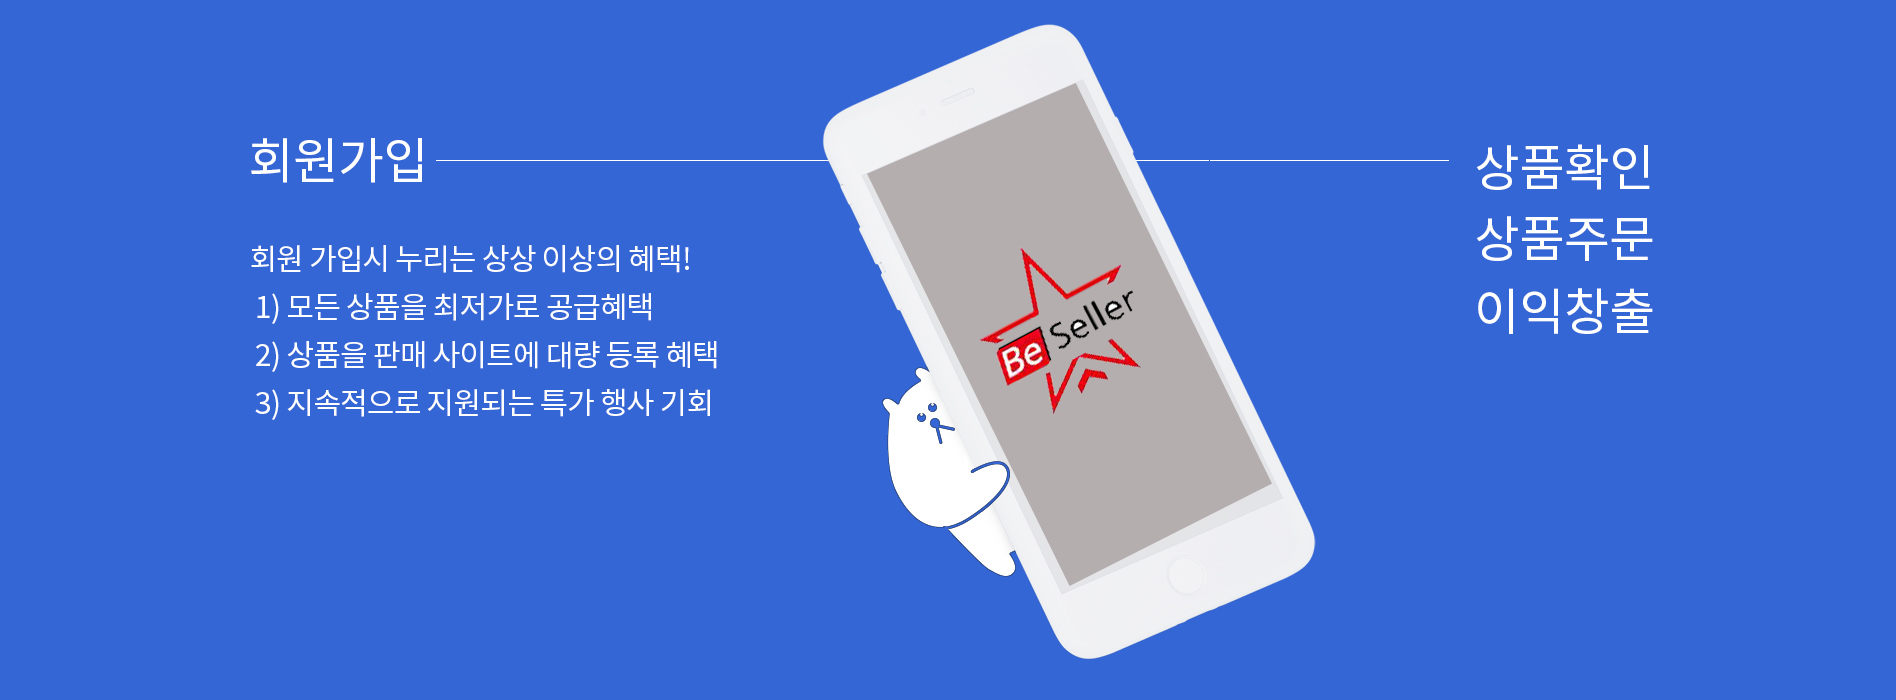 회원가입
회원 가입시 누리는 상상 이상의 혜택!
1) 모든 상품을 최저가로 공급혜택
2) 상품을 판매 사이트에 대량 등록 혜택
3) 지속적으로 지원되는 특가 행사 기회
Be Seller
상품확인
상품주문
이익창출